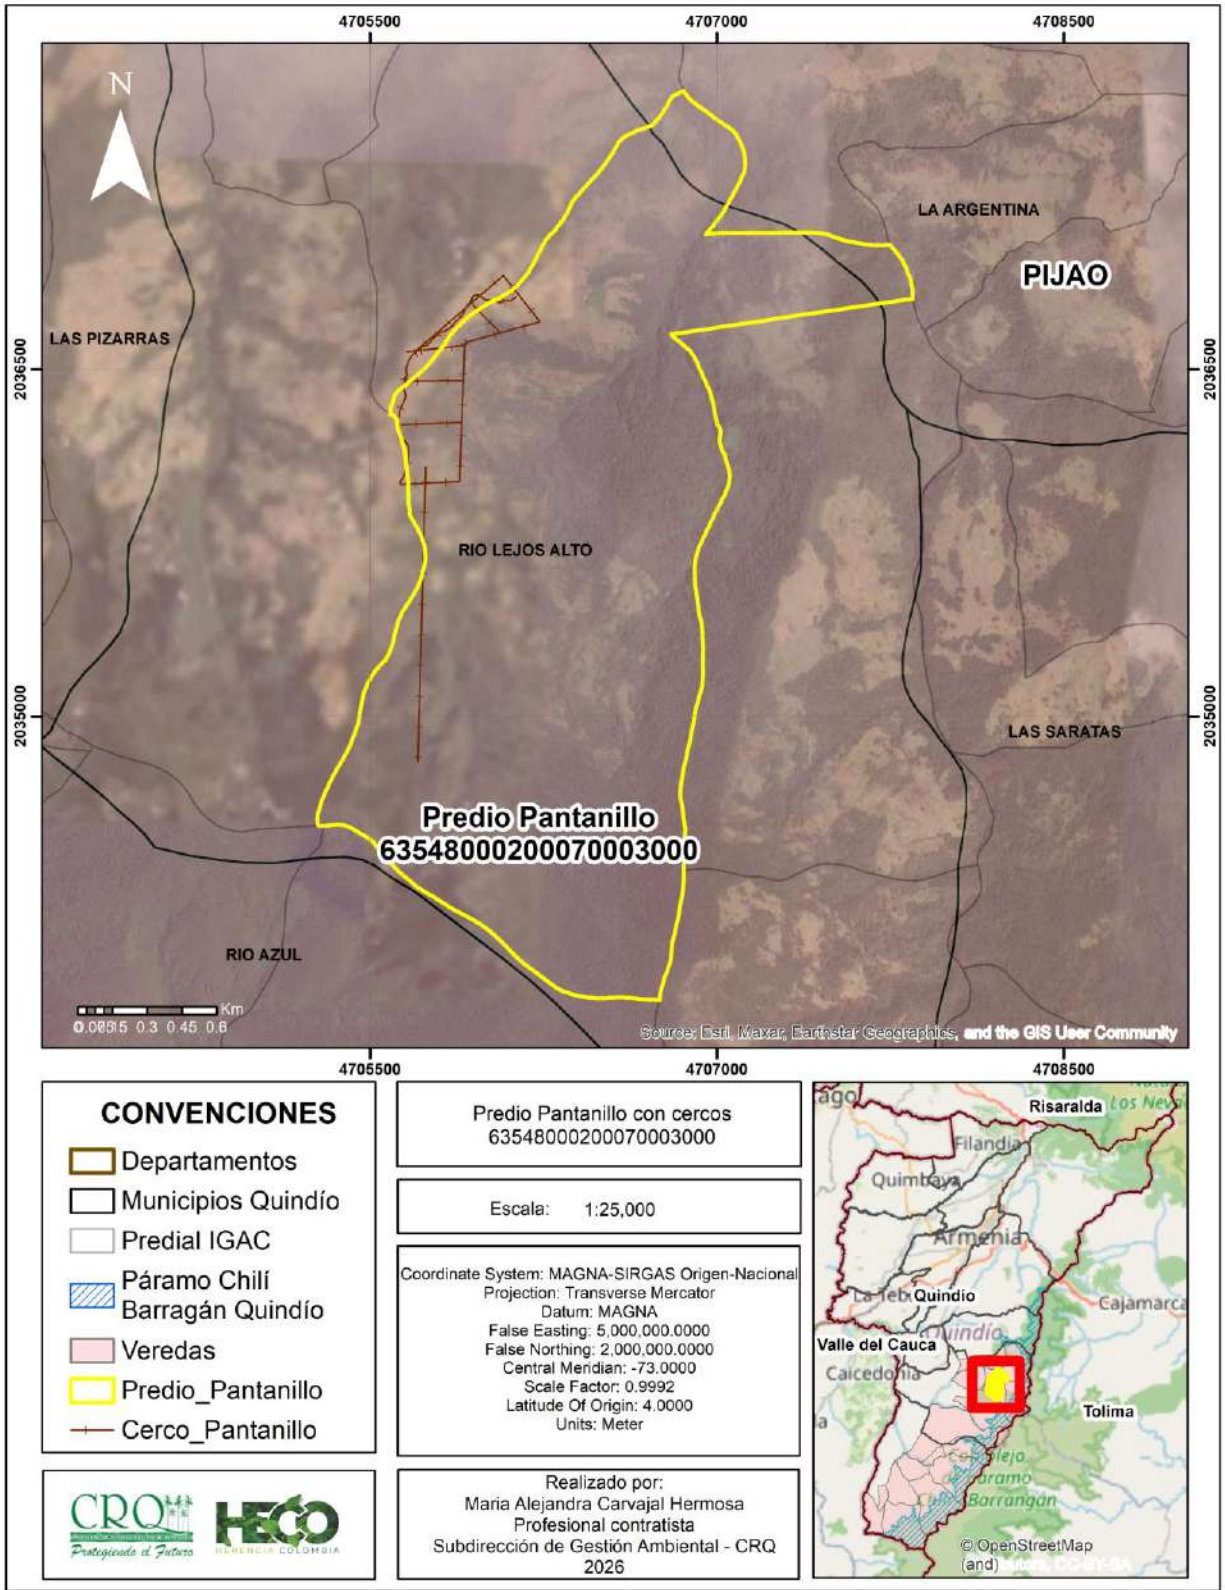 4705500
4707000
4708500
N
LA ARGENTINA
PIJAO
LAS PIZARRAS
2036500
2036500
RIO LEJOS ALTO
2035000
2035000
LAS SARATAS
Predio Pantanillo
63548000200070003000
RIO AZUL
Km
0.3 0.45 0.6
Source: Esri, Maxar, Earthstar Geographics, and the GIS User Community
4705500
4707000
4708500
CONVENCIONES
Departamentos
Municipios Quindío
Predial IGAC
Páramo Chilí
Barragán Quindío
Veredas
Predio_Pantanillo
Cerco_Pantanillo
CRQ
Protegiendo el Futuro
HECO
HERENCIA COLOMBIA
Predio Pantanillo con cercos
63548000200070003000
Escala: 1:25,000
Coordinate System: MAGNA-SIRGAS Origen-Nacional
Projection: Transverse Mercator
Datum: MAGNA
False Easting: 5,000,000.0000
False Northing: 2,000,000.0000
Central Meridian: -73.0000
Scale Factor: 0.9992
Latitude Of Origin: 4.0000
Units: Meter
Realizado por:
Maria Alejandra Carvajal Hermosa
Profesional contratista
Subdirección de Gestión Ambiental - CRQ
2026
Risaralda
Filandia
Quimbaya
Armenia
Quindio
Cajamarca
Quindío
Valle del Cauca
Caicedonia
Tolima
Barrangán
© OpenStreetMap
(and)
CC-BY-SA